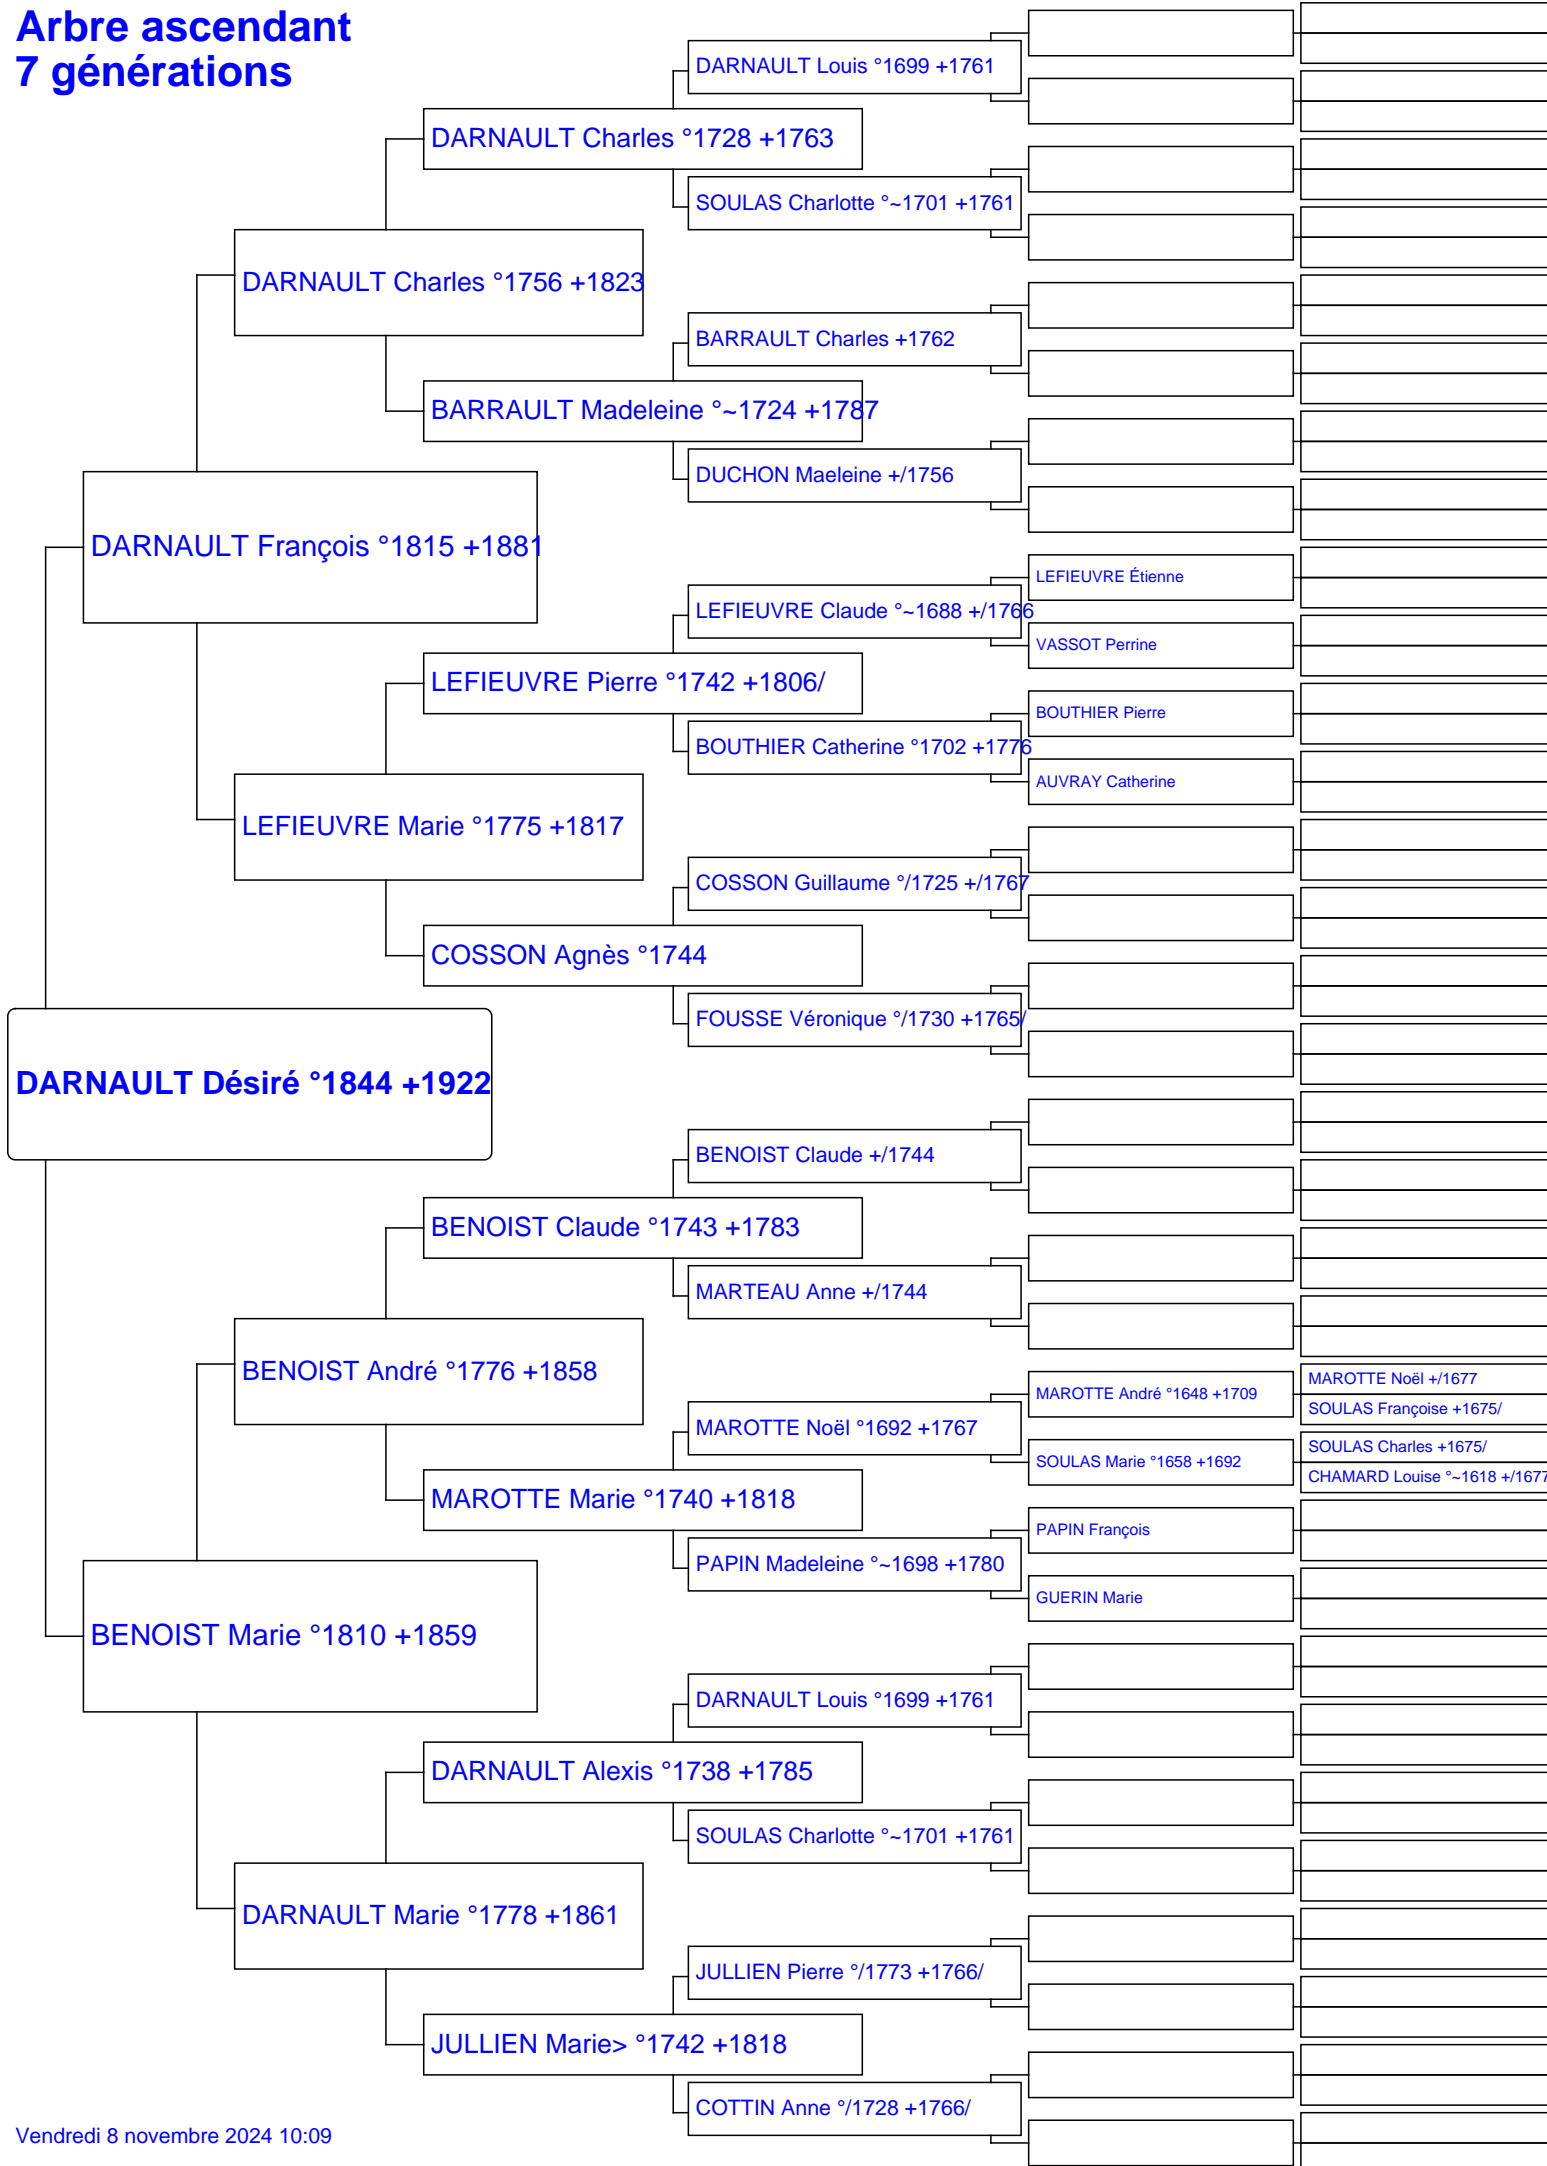 Arbre ascendant
7 générations
DARNAULT Louis °1699 +1761
DARNAULT Charles °1728 +1763
SOULAS Charlotte °~1701 +1761
DARNAULT Charles °1756 +1823
BARRAULT Charles +1762
BARRAULT Madeleine °~1724 +1787
DUCHON Maeleine +/1756
DARNAULT François °1815 +1881
LEFIEUVRE Étienne
LEFIEUVRE Claude °~1688 +/1766
VASSOT Perrine
LEFIEUVRE Pierre °1742 +1806/
BOUTHIER Pierre
BOUTHIER Catherine °1702 +1776
AUVRAY Catherine
LEFIEUVRE Marie °1775 +1817
COSSON Guillaume °/1725 +/1767
COSSON Agnès °1744
FOUSSE Véronique °/1730 +1765/
DARNAULT Désiré °1844 +1922
BENOIST Claude +/1744
BENOIST Claude °1743 +1783
MARTEAU Anne +/1744
BENOIST André °1776 +1858
MAROTTE Noël +/1677
MAROTTE André °1648 +1709
SOULAS Françoise +1675/
MAROTTE Noël °1692 +1767
SOULAS Charles +1675/
SOULAS Marie °1658 +1692
CHAMARD Louise °~1618 +/1677
MAROTTE Marie °1740 +1818
PAPIN François
PAPIN Madeleine °~1698 +1780
GUERIN Marie
BENOIST Marie °1810 +1859
DARNAULT Louis °1699 +1761
DARNAULT Alexis °1738 +1785
SOULAS Charlotte °~1701 +1761
DARNAULT Marie °1778 +1861
JULLIEN Pierre °/1773 +1766/
JULLIEN Marie> °1742 +1818
COTTIN Anne °/1728 +1766/
Vendredi 8 novembre 2024 10:09